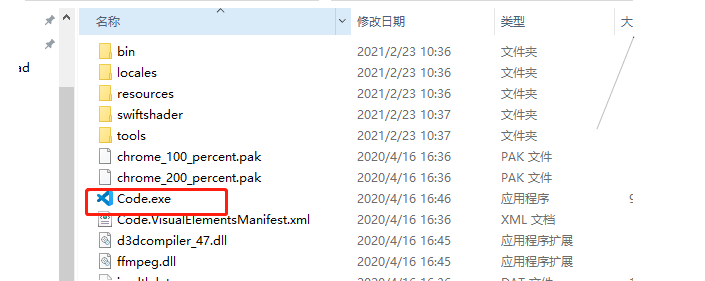 名称 修改日期 类型 大
bin 2021/2/23 10:36 文件夹
ad
locales 2021/2/23 10:36 文件夹
resources 2021/2/23 10:36 文件夹
swiftshader 2021/2/23 10:37 文件夹
tools 2021/2/23 10:37 文件夹
chrome_100_percent.pak 2020/4/16 16:36 PAK 文件
chrome_200_percent.pak 2020/4/16 16:36 PAK 文件
Code.exe 2020/4/16 16:46 应用程序 9
Code.VisualElementsManifest.xml 2020/4/16 16:36 XML 文档
d3dcompiler_47.dll 2020/4/16 16:45 应用程序扩展
ffmpeg.dll 2020/4/16 16:45 应用程序扩展